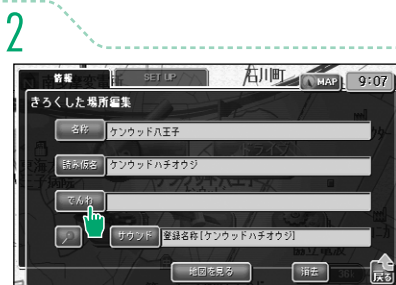 2
情報 SET UP 石川町 MAP 9:07
きろくした場所編集
名称 ケンウッド八王子
読み仮名 ケンウッドハチオウジ
でんわ
サウンド 登録名称[ケンウッドハチオウジ]
地図を見る 消去 戻る